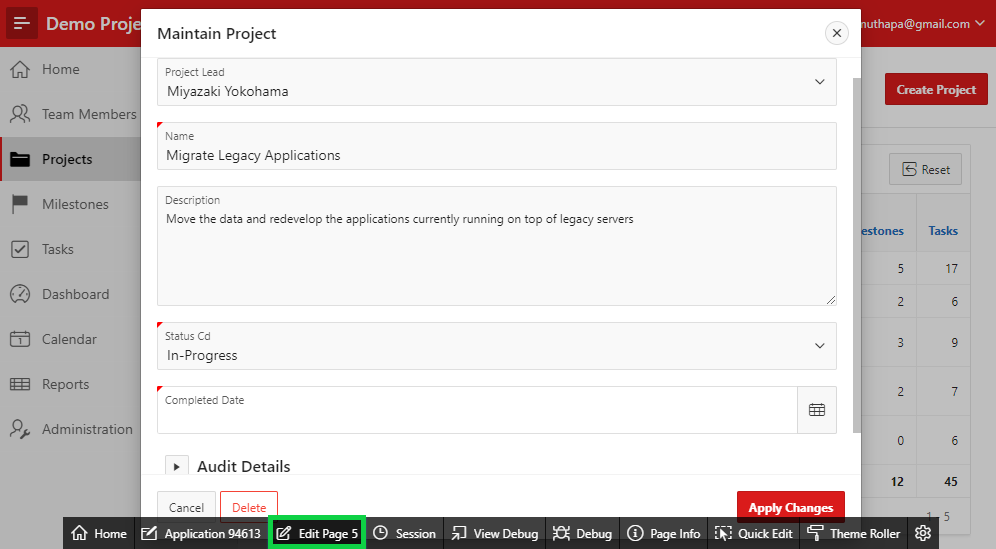 Demo Proje
muthapa@gmail.com
Maintain Project
Home
Team Members
Projects
Milestones
Tasks
Dashboard
Calendar
Reports
Administration
Project Lead
Miyazaki Yokohama
Name
Migrate Legacy Applications
Description
Move the data and redevelop the applications currently running on top of legacy servers
Status Cd
In-Progress
Completed Date
Audit Details
Cancel
Delete
Apply Changes
Create Project
Reset
estones Tasks
5 17
2 6
3 9
2 7
0 6
12 45
1 - 5
Home Application 94613 Edit Page 5 Session View Debug Debug Page Info Quick Edit Theme Roller